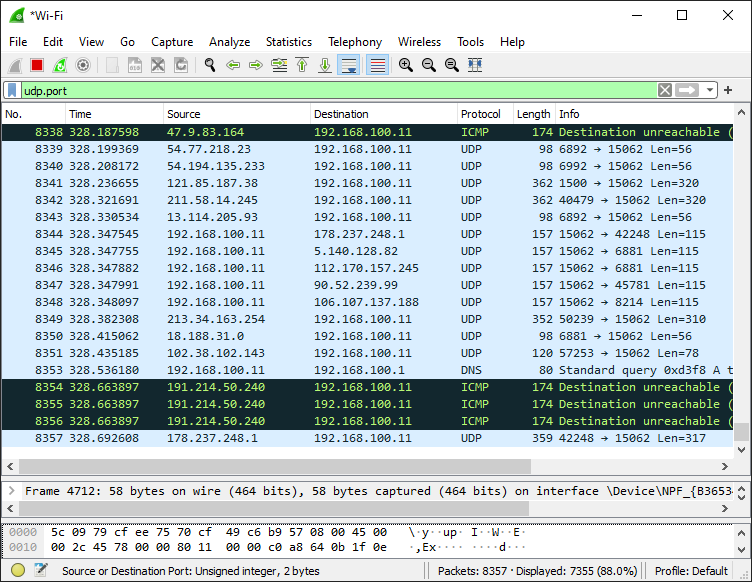 *Wi-Fi
File Edit View Go Capture Analyze Statistics Telephony Wireless Tools Help
udp.port
No. Time Source Destination Protocol Length Info
8338 328.187598 47.9.83.164 192.168.100.11 ICMP 174 Destination unreachable (
8339 328.199369 54.77.218.23 192.168.100.11 UDP 98 6892 → 15062 Len=56
8340 328.208172 54.194.135.233 192.168.100.11 UDP 98 6992 → 15062 Len=56
8341 328.236655 121.85.187.38 192.168.100.11 UDP 362 1500 → 15062 Len=320
8342 328.321691 211.58.14.245 192.168.100.11 UDP 362 40479 → 15062 Len=320
8343 328.330534 13.114.205.93 192.168.100.11 UDP 98 6892 → 15062 Len=56
8344 328.347545 192.168.100.11 178.237.248.1 UDP 157 15062 → 42248 Len=115
8345 328.347755 192.168.100.11 5.140.128.82 UDP 157 15062 → 6881 Len=115
8346 328.347882 192.168.100.11 112.170.157.245 UDP 157 15062 → 6881 Len=115
8347 328.347991 192.168.100.11 90.52.239.99 UDP 157 15062 → 45781 Len=115
8348 328.348097 192.168.100.11 106.107.137.188 UDP 157 15062 → 8214 Len=115
8349 328.382308 213.34.163.254 192.168.100.11 UDP 352 50239 → 15062 Len=310
8350 328.415062 18.188.31.0 192.168.100.11 UDP 98 6881 → 15062 Len=56
8351 328.435185 102.38.102.143 192.168.100.11 UDP 120 57253 → 15062 Len=78
8353 328.536180 192.168.100.11 192.168.100.1 DNS 80 Standard query 0xd3f8 A t
8354 328.663897 191.214.50.240 192.168.100.11 ICMP 174 Destination unreachable (
8355 328.663897 191.214.50.240 192.168.100.11 ICMP 174 Destination unreachable (
8356 328.663897 191.214.50.240 192.168.100.11 ICMP 174 Destination unreachable (
8357 328.692608 178.237.248.1 192.168.100.11 UDP 359 42248 → 15062 Len=317
Frame 4712: 58 bytes on wire (464 bits), 58 bytes captured (464 bits) on interface \Device\NPF_{B3653
0000 5c 09 79 cf ee 75 70 cf 49 c6 b9 57 08 00 45 00 \·y··up· I··W··E·
0010 00 2c 45 78 00 00 80 11 00 00 c0 a8 64 0b 1f 0e ·,Ex···· ····d···
Source or Destination Port: Unsigned integer, 2 bytes Packets: 8357 · Displayed: 7355 (88.0%) Profile: Default